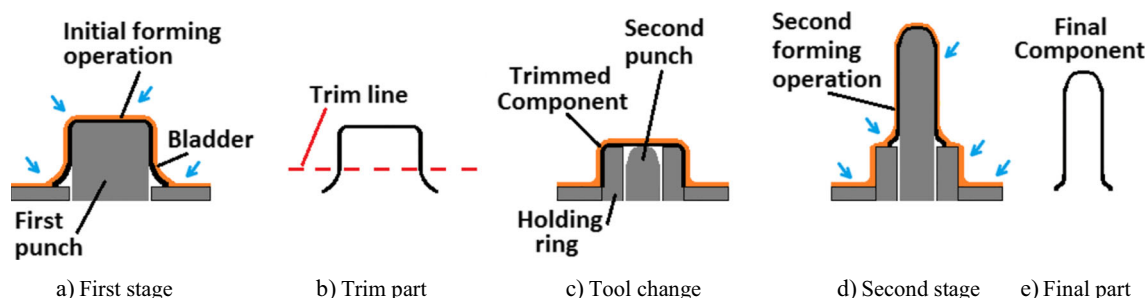 Initial forming
operation
Bladder
First
punch
a) First stage
Trim line
b) Trim part
Second
punch
Trimmed
Component
Holding
ring
c) Tool change
Second
forming
operation
d) Second stage
Final
Component
e) Final part